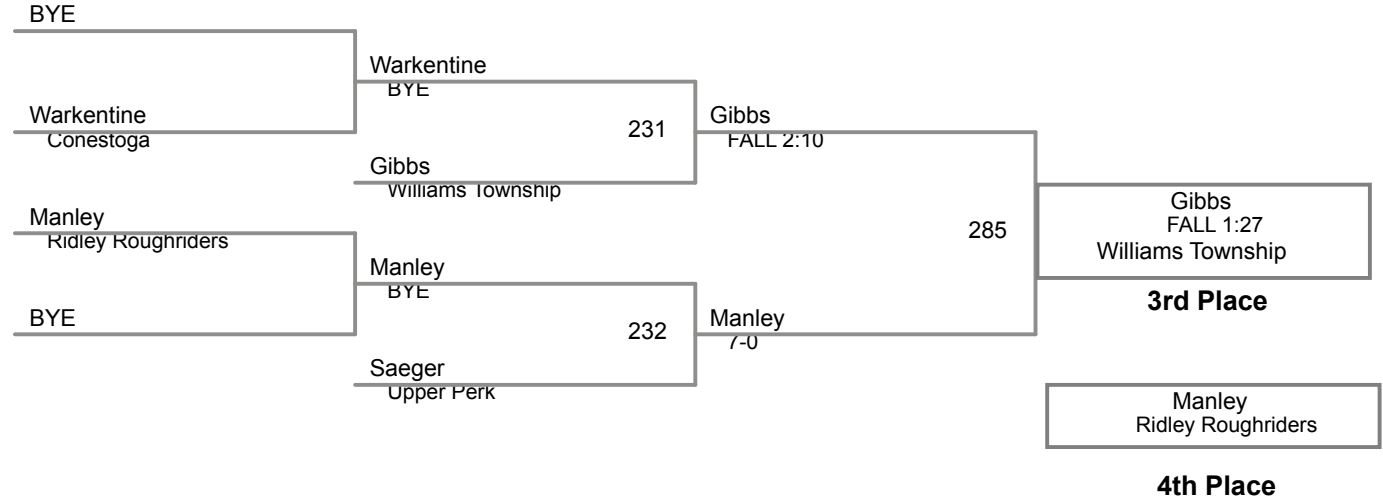 BYE
Warkentine
BYE
Warkentine
Conestoga
231
Gibbs
FALL 2:10
Gibbs
Williams Township
Manley
Ridley Roughriders
285
Gibbs
FALL 1:27
Williams Township
3rd Place
Manley
BYE
BYE
232
Manley
7-0
Saeger
Upper Perk
Manley
Ridley Roughriders
4th Place